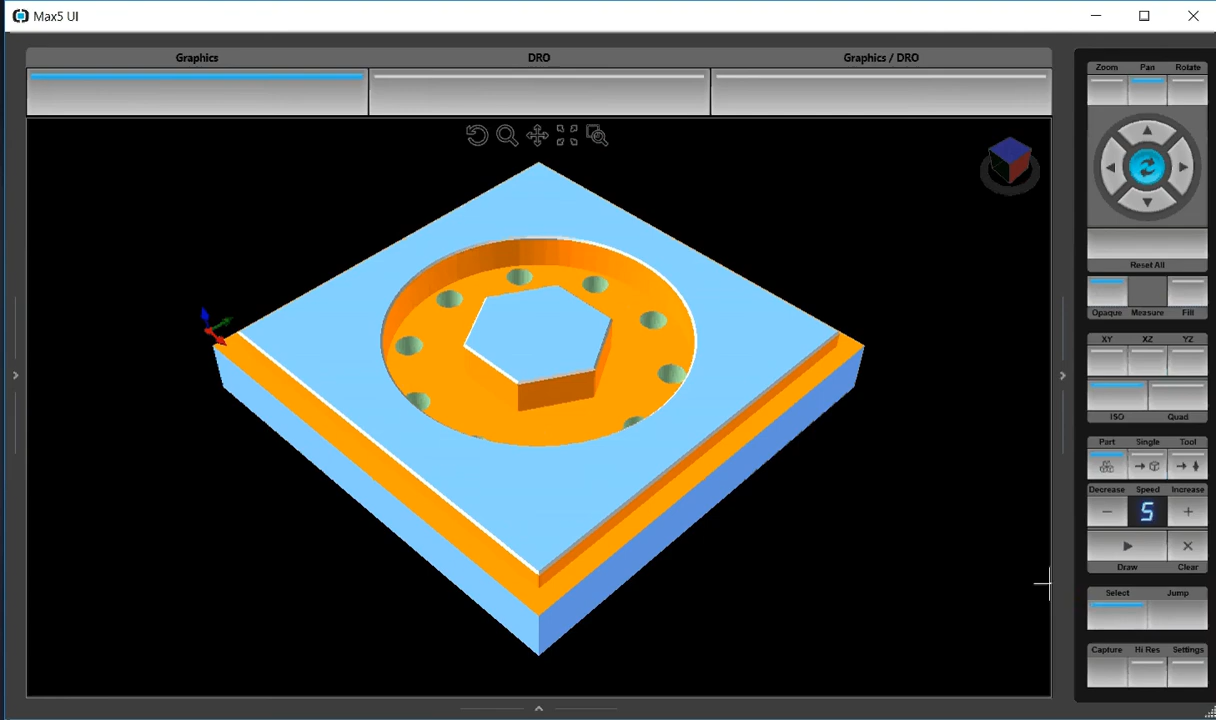 Max5 UI
Graphics DRO Graphics / DRO
Zoom Pan Rotate
Reset All
Opaque Measure Fill
XY XZ YZ
ISO Quad
Part Single Tool
Decrease Speed Increase
5
Draw Clear
Select Jump
Capture Hi Res Settings